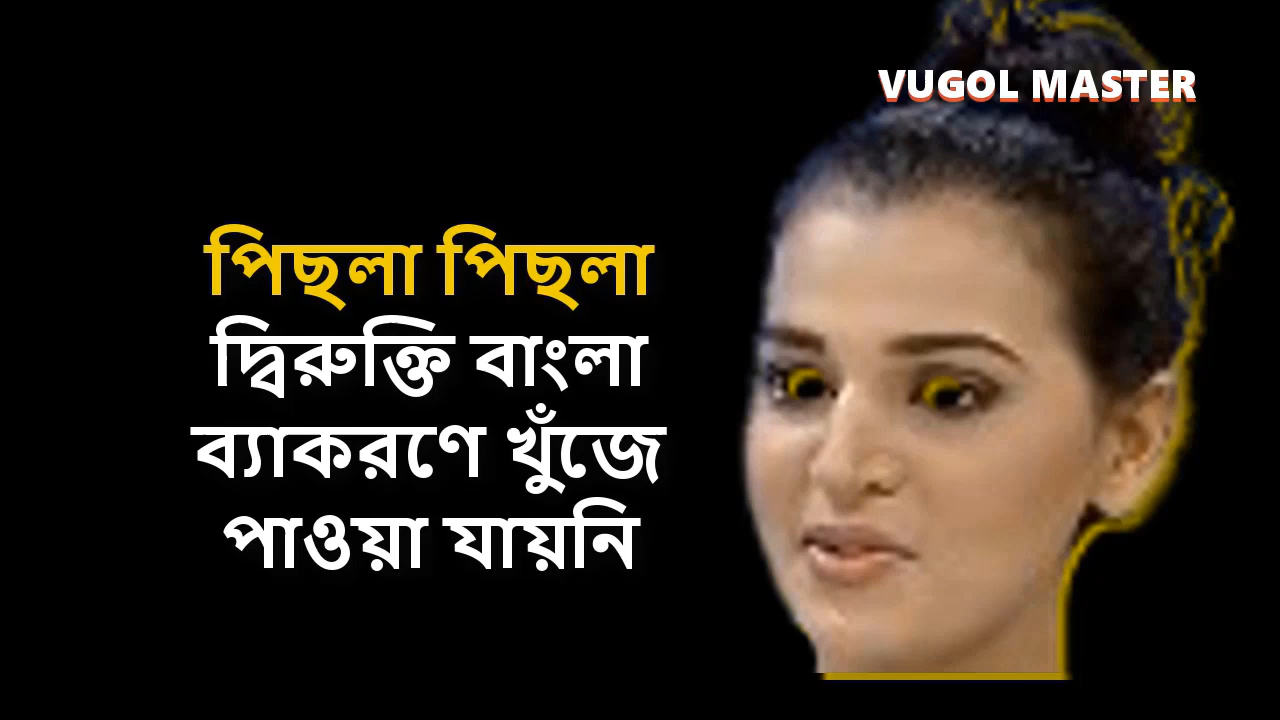 VUGOL MASTER
পিছলা পিছলা
দ্বিরুক্তি বাংলা
ব্যাকরণে খুঁজে
পাওয়া যায়নি